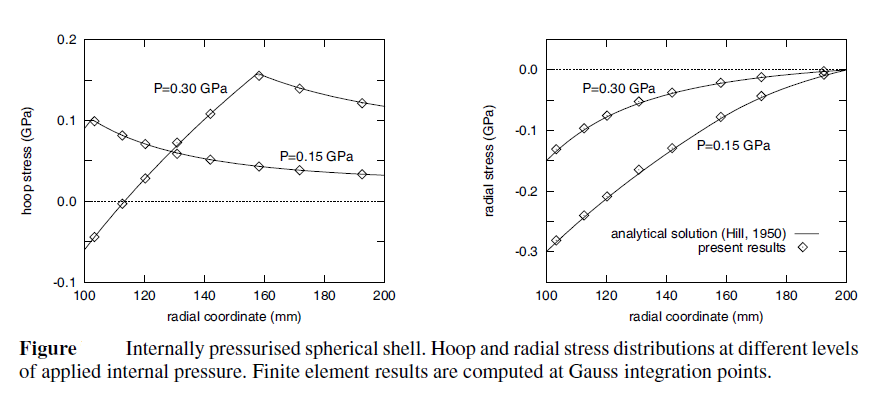 0.2
0.1
0.0
-0.1
hoop stress (GPa)
P=0.30 GPa
P=0.15 GPa
100 120 140 160 180 200
radial coordinate (mm)
0.0
-0.1
-0.2
-0.3
radial stress (GPa)
P=0.30 GPa
P=0.15 GPa
analytical solution (Hill, 1950)
present results
100 120 140 160 180 200
radial coordinate (mm)
Figure Internally pressurised spherical shell. Hoop and radial stress distributions at different levels
of applied internal pressure. Finite element results are computed at Gauss integration points.